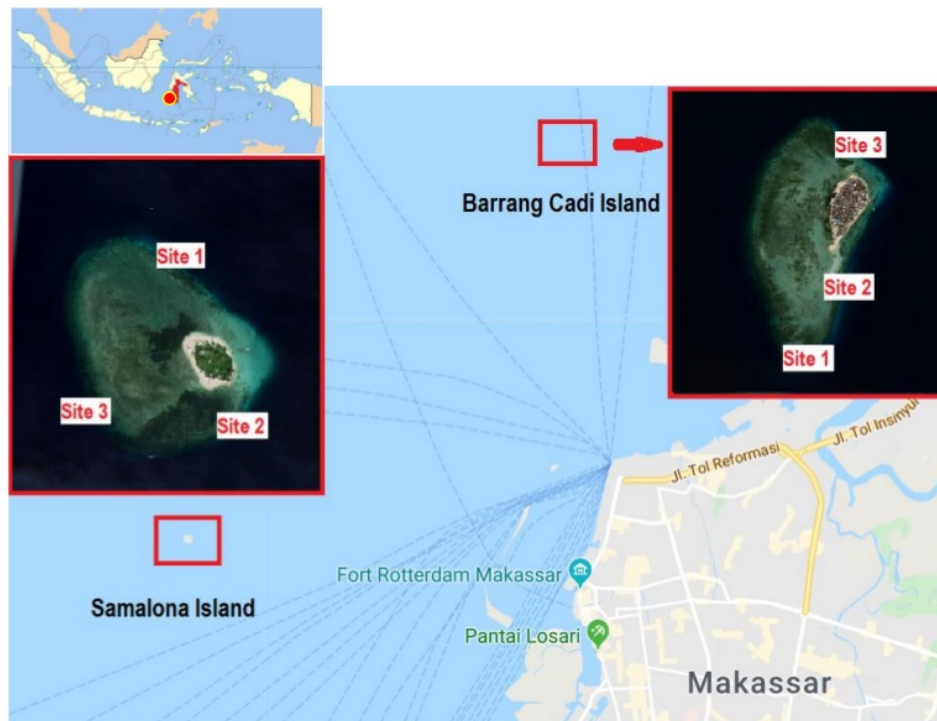 Site 1
Site 3
Site 2
Samalona Island
Barrang Cadi Island
Site 3
Site 2
Site 1
Jl. Tol Reformasi
Jl. Tol Insinyur
Fort Rotterdam Makassar
Pantai Losari
Makassar